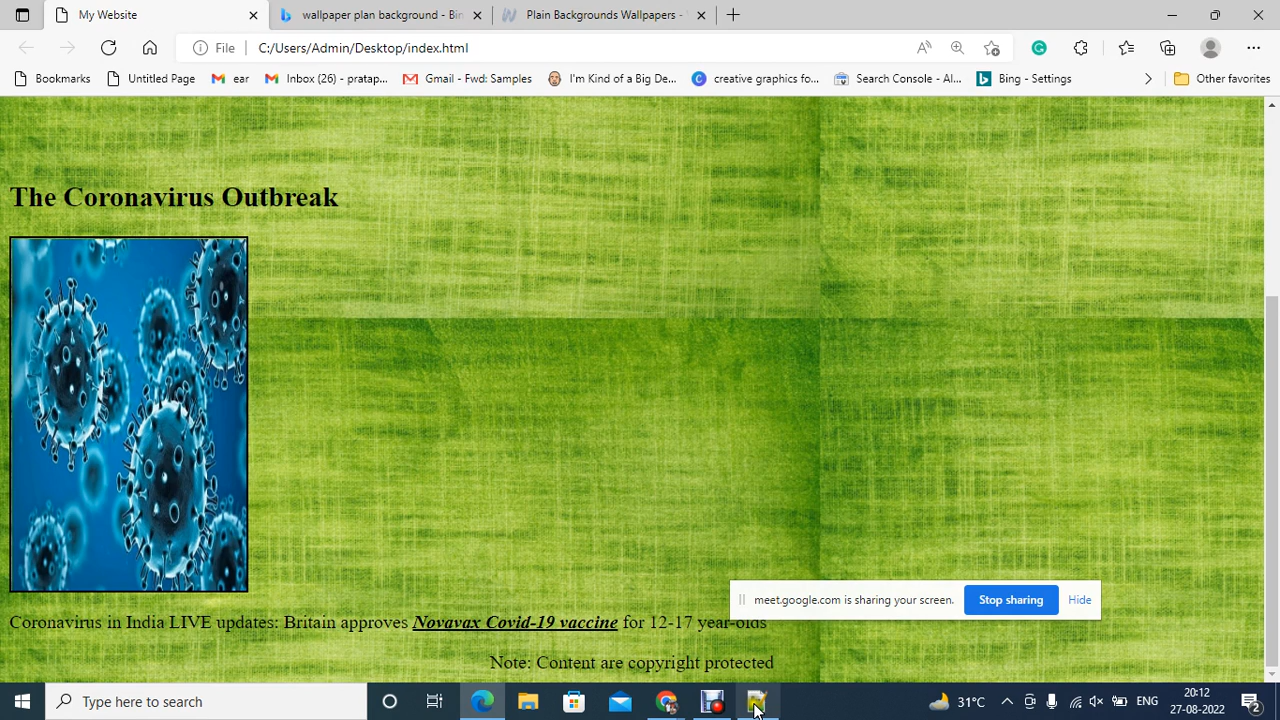 My Website
wallpaper plan background - Bin
Plain Backgrounds Wallpapers -
File
C:/Users/Admin/Desktop/index.html
Bookmarks
Untitled Page
ear
Inbox (26) - pratap...
Gmail - Fwd: Samples
I'm Kind of a Big De...
creative graphics fo...
Search Console - Al...
Bing - Settings
Other favorites
The Coronavirus Outbreak
meet.google.com is sharing your screen.
Stop sharing
Hide
Coronavirus in India LIVE updates: Britain approves Novavax Covid-19 vaccine for 12-17 year-olds
Note: Content are copyright protected
Type here to search
31°C
ENG
20:12
27-08-2022
2